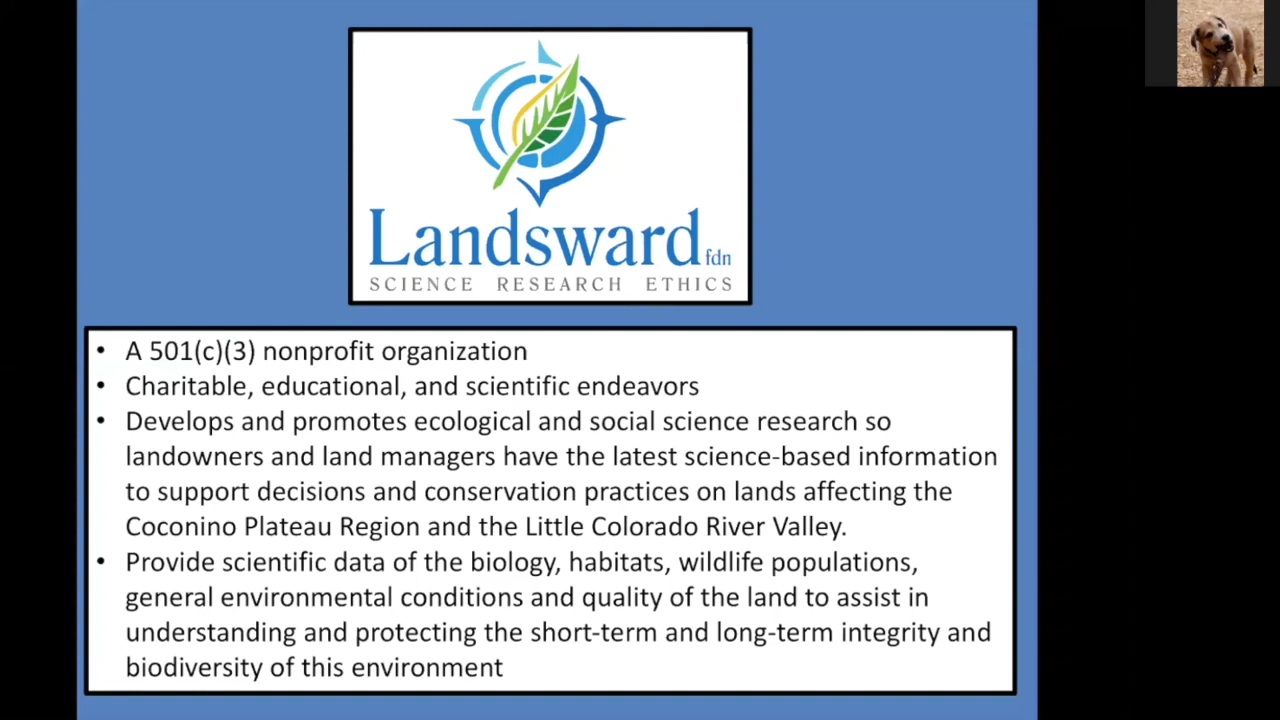 Landsward fdn
SCIENCE RESEARCH ETHICS
• A 501(c)(3) nonprofit organization
• Charitable, educational, and scientific endeavors
• Develops and promotes ecological and social science research so
landowners and land managers have the latest science-based information
to support decisions and conservation practices on lands affecting the
Coconino Plateau Region and the Little Colorado River Valley.
• Provide scientific data of the biology, habitats, wildlife populations,
general environmental conditions and quality of the land to assist in
understanding and protecting the short-term and long-term integrity and
biodiversity of this environment